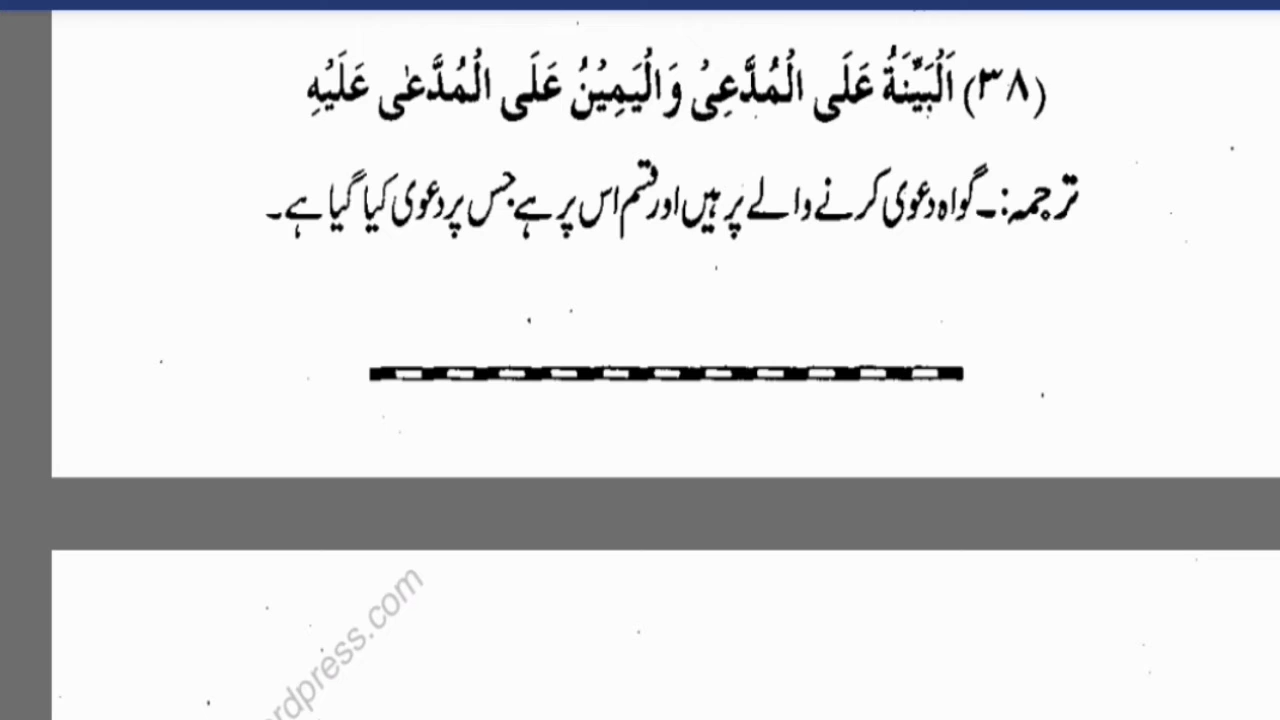 (۳۸) اَلْبَيِّنَةُ عَلَى الْمُدَّعِىْ وَالْيَمِيْنُ عَلَى الْمُدَّعٰى عَلَيْهِ
ترجمہ:۔گواہ دعوی کرنے والے پر ہیں اور قسم اس پر ہے جس پر دعوی کیا گیا ہے۔
rdpress.com